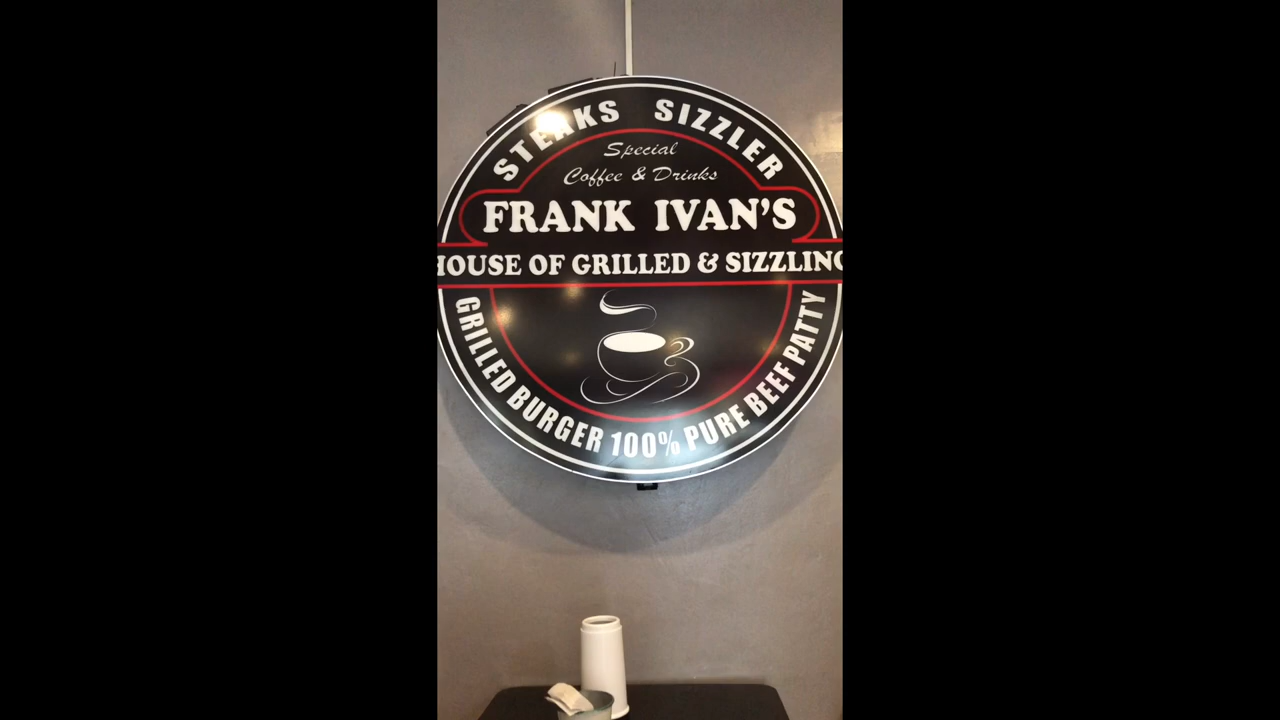 STEAKS SIZZLER
Special
Coffee & Drinks
FRANK IVAN'S
HOUSE OF GRILLED & SIZZLING
GRILLED BURGER 100% PURE BEEF PATTY